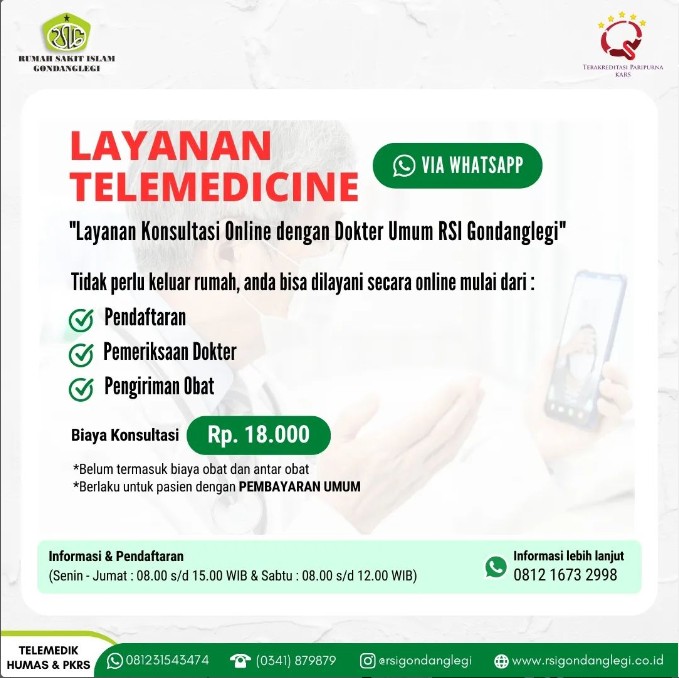 RSIG
RUMAH SAKIT ISLAM
GONDANGLEGI
TERAKREDITASI PARIPURNA
KARS
LAYANAN
TELEMEDICINE
VIA WHATSAPP
"Layanan Konsultasi Online dengan Dokter Umum RSI Gondanglegi"
Tidak perlu keluar rumah, anda bisa dilayani secara online mulai dari :
Pendaftaran
Pemeriksaan Dokter
Pengiriman Obat
Biaya Konsultasi Rp. 18.000
*Belum termasuk biaya obat dan antar obat
*Berlaku untuk pasien dengan PEMBAYARAN UMUM
Informasi & Pendaftaran
(Senin - Jumat : 08.00 s/d 15.00 WIB & Sabtu : 08.00 s/d 12.00 WIB)
Informasi lebih lanjut
0812 1673 2998
TELEMEDIK
HUMAS & PKRS
081231543474 (0341) 879879 @rsigondanglegi www.rsigondanglegi.co.id